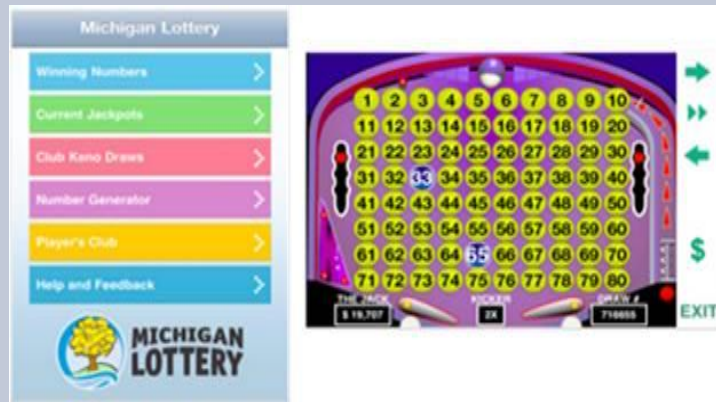 Michigan Lottery
Winning Numbers
Current Jackpots
Club Keno Draws
Number Generator
Player's Club
Help and Feedback
MICHIGAN
LOTTERY
1 2 3 4 5 6 7 8 9 10
11 12 13 14 15 16 17 18 19 20
21 22 23 24 25 26 27 28 29 30
31 32 33 34 35 36 37 38 39 40
41 42 43 44 45 46 47 48 49 50
51 52 53 54 55 56 57 58 59 60
61 62 63 64 65 66 67 68 69 70
71 72 73 74 75 76 77 78 79 80
THE JACK KICKER DRAW #
$ 19,707 2X 716655
$
EXIT